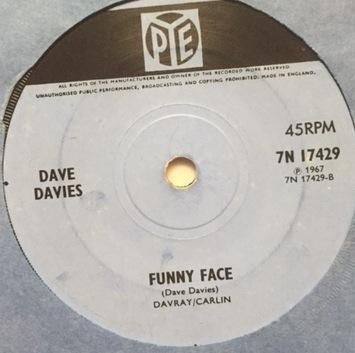 PYE
ALL RIGHTS OF THE MANUFACTURERS AND OWNER OF THE RECORDED WORK RESERVED.
UNAUTHORISED PUBLIC PERFORMANCE, BROADCASTING AND COPYING PROHIBITED. MADE IN ENGLAND.
45RPM
DAVE
DAVIES
7N 17429
Ⓟ 1967
7N 17429-B
FUNNY FACE
(Dave Davies)
DAVRAY/CARLIN